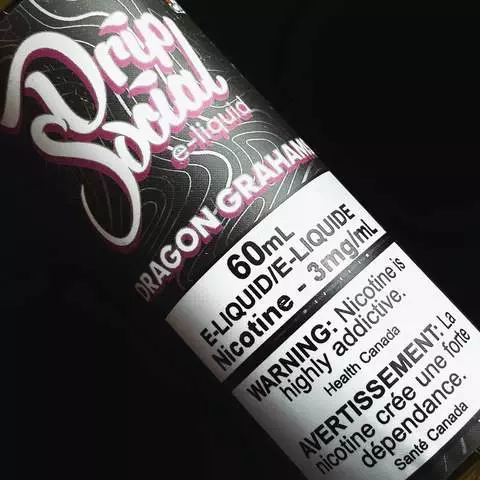 Drip
Social
e-liquid
DRAGON GRAHAM
60mL
E-LIQUID/E-LIQUIDE
Nicotine - 3mg/mL
WARNING: Nicotine is
highly addictive.
Health Canada
AVERTISSEMENT: La
nicotine crée une forte
dépendance.
Santé Canada